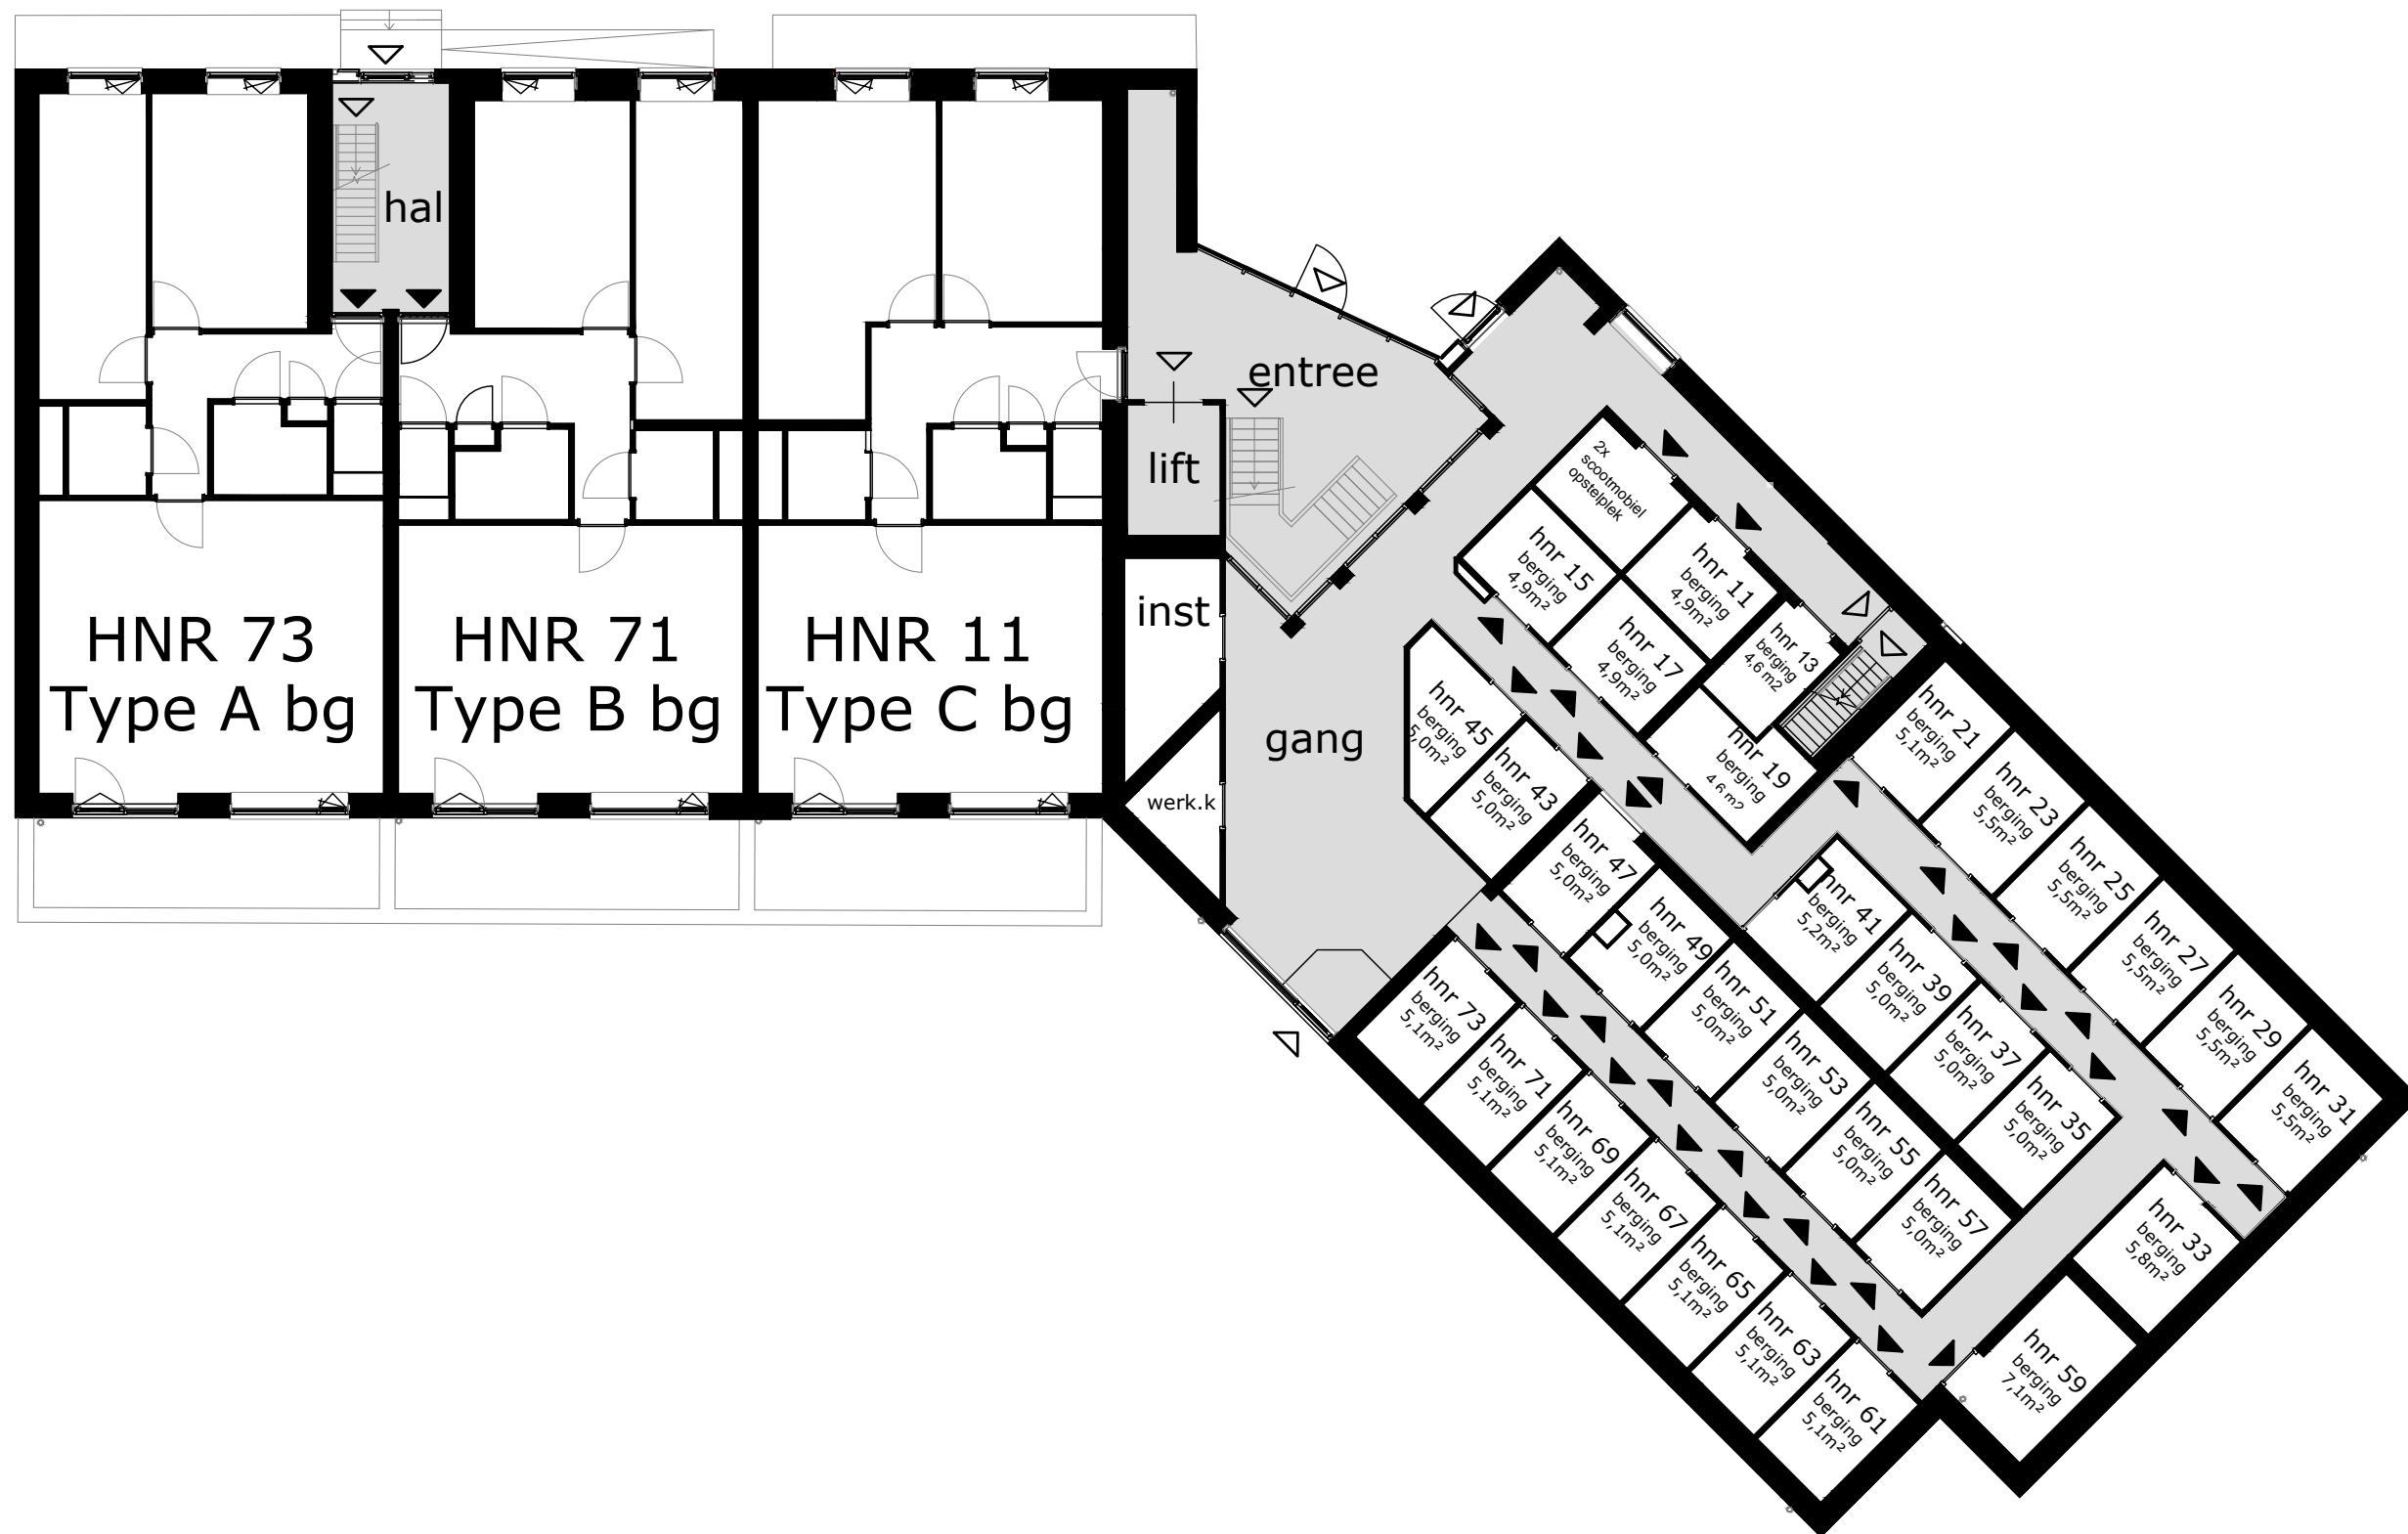 hal
entree
lift
inst
gang
werk.k
HNR 73
Type A bg
HNR 71
Type B bg
HNR 11
Type C bg
2x
scootmobiel
opstelplek
hnr 15
berging
4,9m²
hnr 11
berging
4,9m²
hnr 17
berging
4,9m²
hnr 13
berging
4,6 m2
hnr 19
berging
4,6 m2
hnr 21
berging
5,1m²
hnr 23
berging
5,5m²
hnr 25
berging
5,5m²
hnr 27
berging
5,5m²
hnr 29
berging
5,5m²
hnr 31
berging
5,5m²
hnr 33
berging
5,8m²
hnr 45
berging
5,0m²
hnr 43
berging
5,0m²
hnr 47
berging
5,0m²
hnr 49
berging
5,0m²
hnr 51
berging
5,0m²
hnr 53
berging
5,0m²
hnr 55
berging
5,0m²
hnr 57
berging
5,0m²
hnr 41
berging
5,2m²
hnr 39
berging
5,0m²
hnr 37
berging
5,0m²
hnr 35
berging
5,0m²
hnr 73
berging
5,1m²
hnr 71
berging
5,1m²
hnr 69
berging
5,1m²
hnr 67
berging
5,1m²
hnr 65
berging
5,1m²
hnr 63
berging
5,1m²
hnr 61
berging
5,1m²
hnr 59
berging
7,1m²